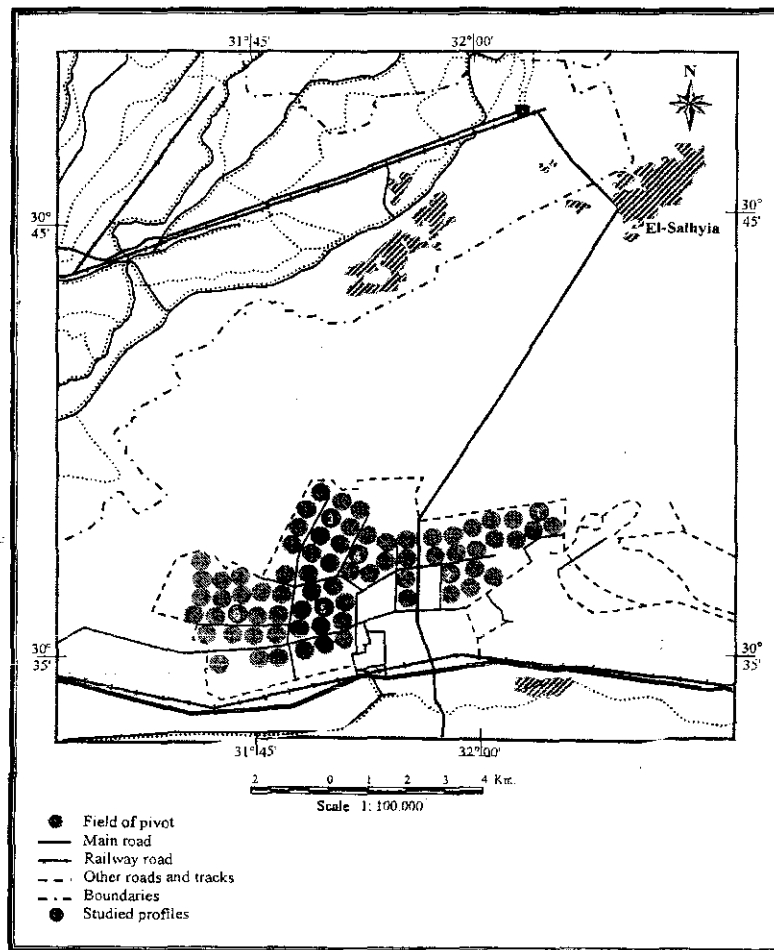 31° 45' 32° 00'
N
30° 45' 30° 45'
El-Salhyia
3
30° 35' 30° 35'
31° 45' 32° 00'
2 0 1 2 3 4 Km.
Scale 1: 100.000
Field of pivot
Main road
Railway road
Other roads and tracks
Boundaries
Studied profiles